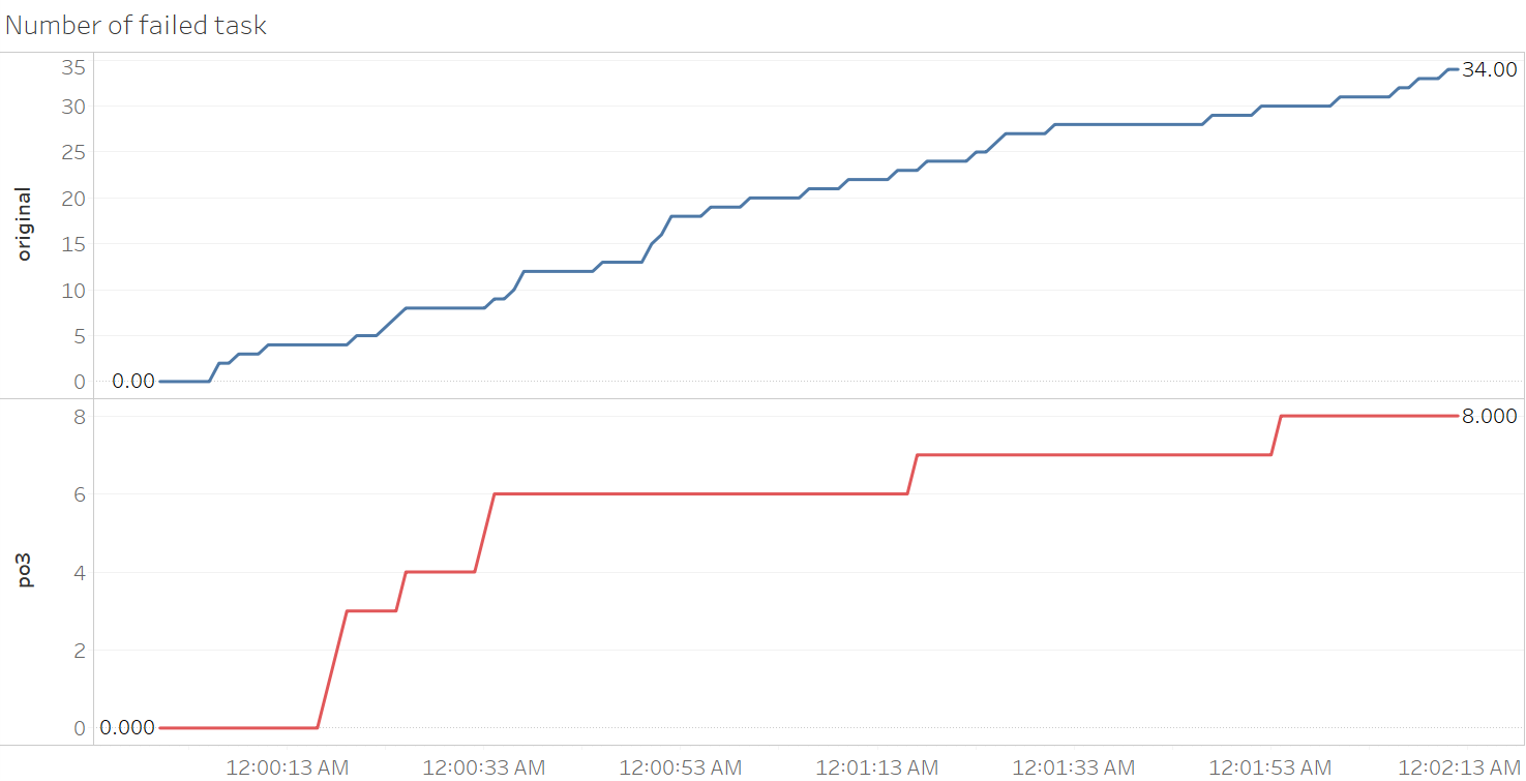 Number of failed task
35
30
25
20
15
10
5
0
original
0.00
34.00
8
6
4
2
0
po3
0.000
8.000
12:00:13 AM
12:00:33 AM
12:00:53 AM
12:01:13 AM
12:01:33 AM
12:01:53 AM
12:02:13 AM